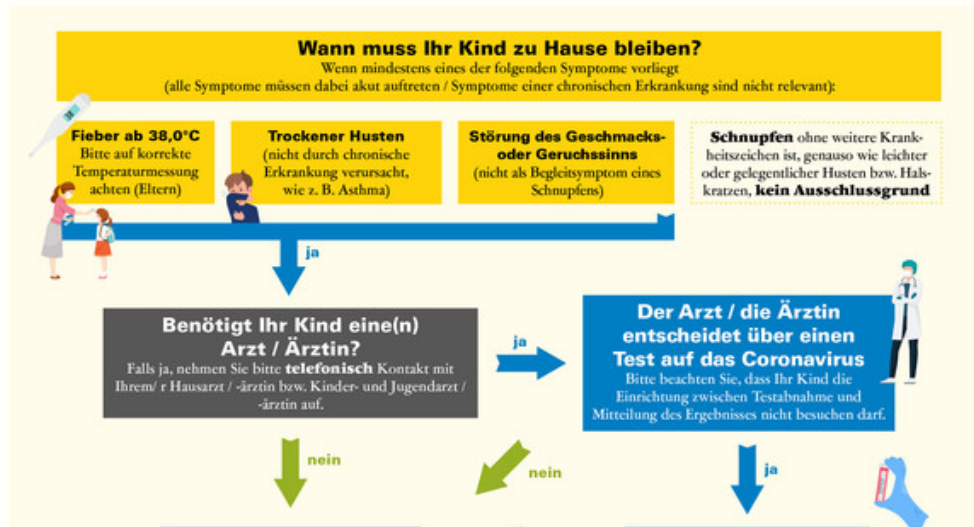 Wann muss Ihr Kind zu Hause bleiben?
Wenn mindestens eines der folgenden Symptome vorliegt
(alle Symptome müssen dabei akut auftreten / Symptome einer chronischen Erkrankung sind nicht relevant):
Fieber ab 38,0°C
Bitte auf korrekte
Temperaturmessung
achten (Eltern)
Trockener Husten
(nicht durch chronische
Erkrankung verursacht,
wie z. B. Asthma)
Störung des Geschmacks-
oder Geruchssinns
(nicht als Begleitsymptom eines
Schnupfens)
Schnupfen ohne weitere Krank-
heitszeichen ist, genauso wie leichter
oder gelegentlicher Husten bzw. Hals-
kratzen, kein Ausschlussgrund
ja
Benötigt Ihr Kind eine(n)
Arzt / Ärztin?
Falls ja, nehmen Sie bitte telefonisch Kontakt mit
Ihrem/ r Hausarzt / -ärztin bzw. Kinder- und Jugendarzt /
-ärztin auf.
ja
Der Arzt / die Ärztin
entscheidet über einen
Test auf das Coronavirus
Bitte beachten Sie, dass Ihr Kind die
Einrichtung zwischen Testabnahme und
Mitteilung des Ergebnisses nicht besuchen darf.
nein
nein
ja